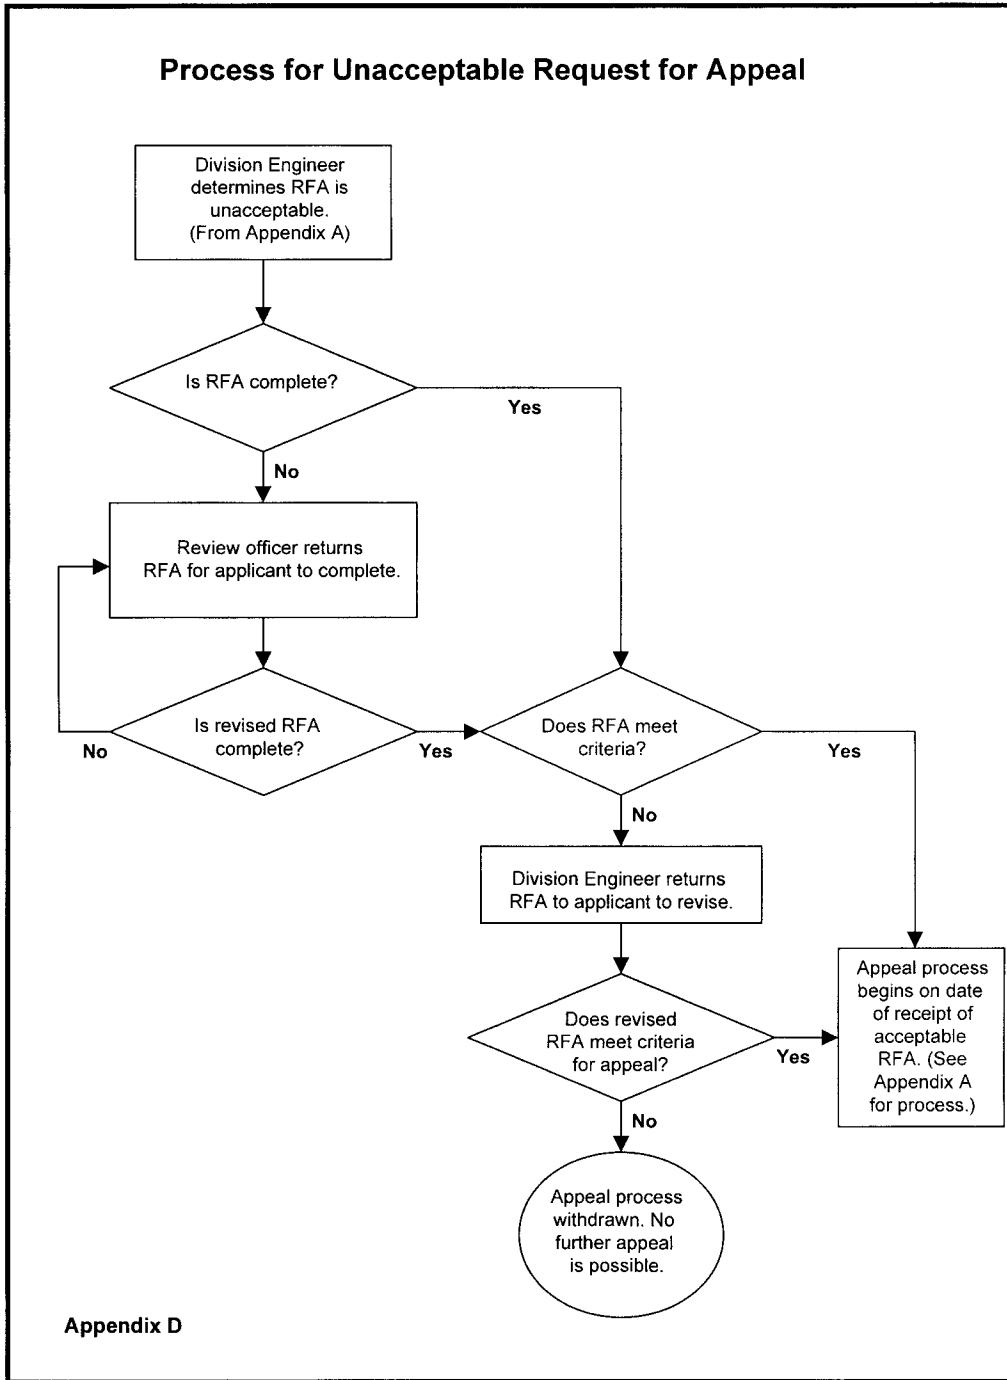 Process for Unacceptable Request for Appeal
Division Engineer
determines RFA is
unacceptable.
(From Appendix A)
Is RFA complete?
Yes
No
Review officer returns
RFA for applicant to complete.
Is revised RFA
complete?
No
Yes
Does RFA meet
criteria?
Yes
No
Division Engineer returns
RFA to applicant to revise.
Does revised
RFA meet criteria
for appeal?
Yes
No
Appeal process
begins on date
of receipt of
acceptable
RFA. (See
Appendix A
for process.)
Appeal process
withdrawn. No
further appeal
is possible.
Appendix D